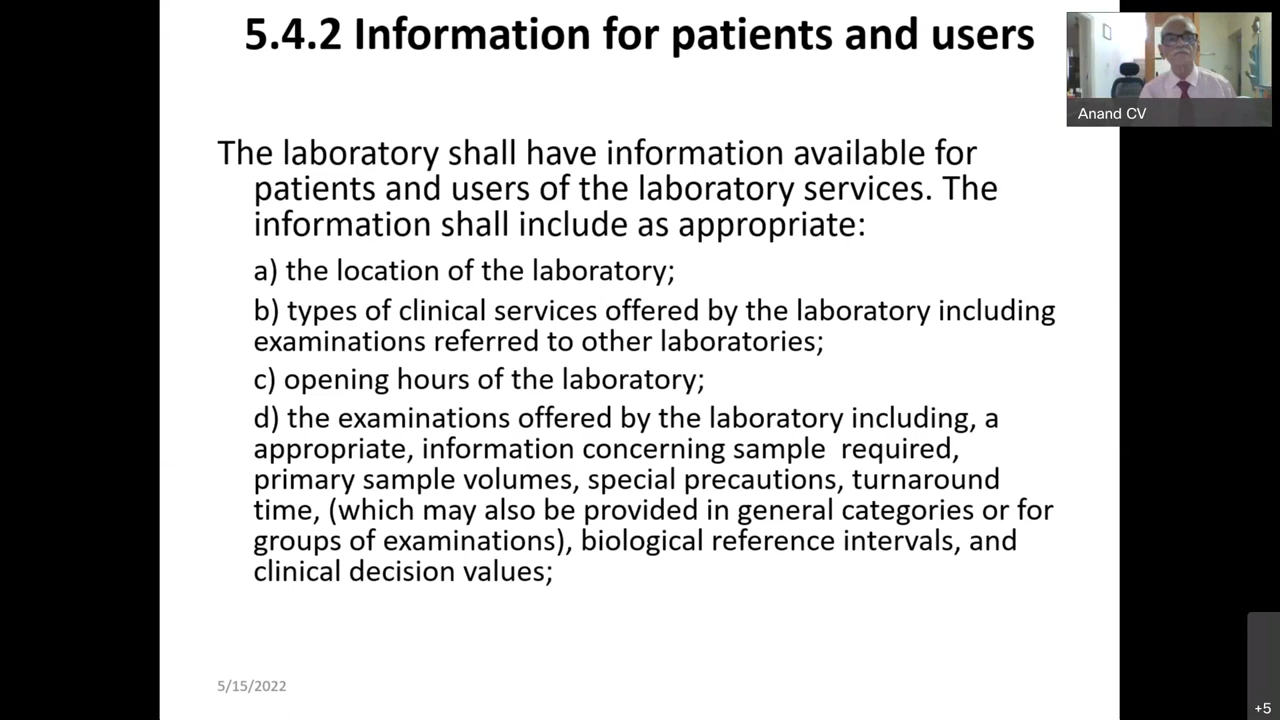 5.4.2 Information for patients and users
Anand CV
The laboratory shall have information available for
patients and users of the laboratory services. The
information shall include as appropriate:
a) the location of the laboratory;
b) types of clinical services offered by the laboratory including
examinations referred to other laboratories;
c) opening hours of the laboratory;
d) the examinations offered by the laboratory including, a
appropriate, information concerning sample  required,
primary sample volumes, special precautions, turnaround
time, (which may also be provided in general categories or for
groups of examinations), biological reference intervals, and
clinical decision values;
5/15/2022
+5